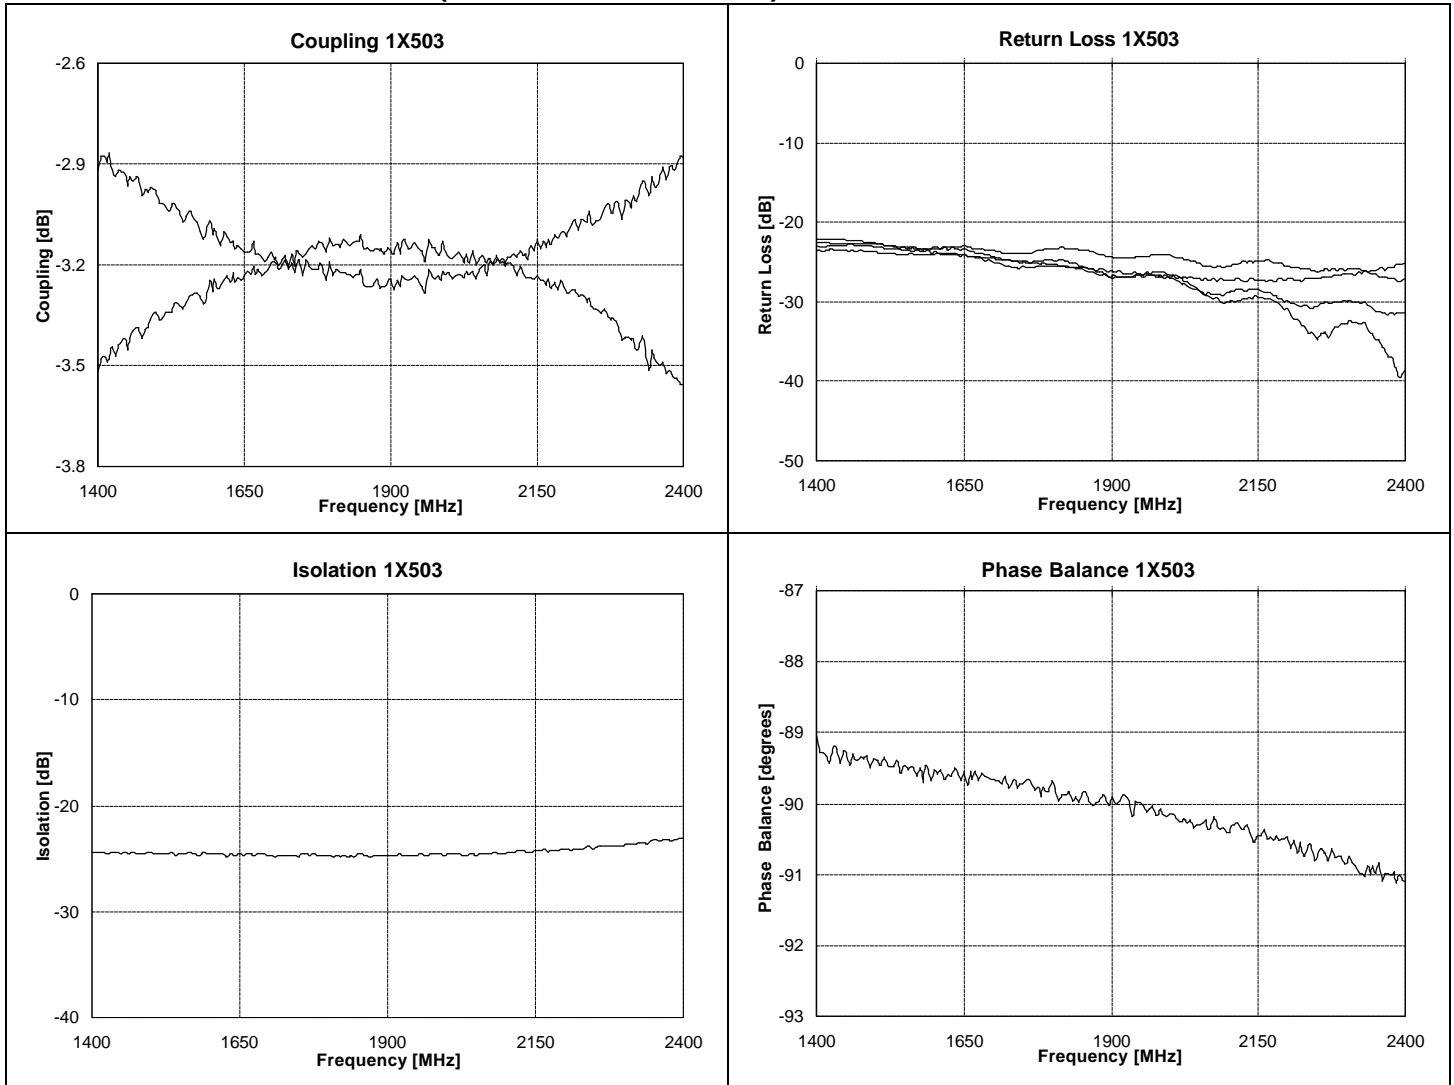 Coupling 1X503
-2.6
-2.9
-3.2
-3.5
-3.8
Coupling [dB]
1400 1650 1900 2150 2400
Frequency [MHz]
Return Loss 1X503
0
-10
-20
-30
-40
-50
Return Loss [dB]
1400 1650 1900 2150 2400
Frequency [MHz]
Isolation 1X503
0
-10
-20
-30
-40
Isolation [dB]
1400 1650 1900 2150 2400
Frequency [MHz]
Phase Balance 1X503
-87
-88
-89
-90
-91
-92
-93
Phase Balance [degrees]
1400 1650 1900 2150 2400
Frequency [MHz]